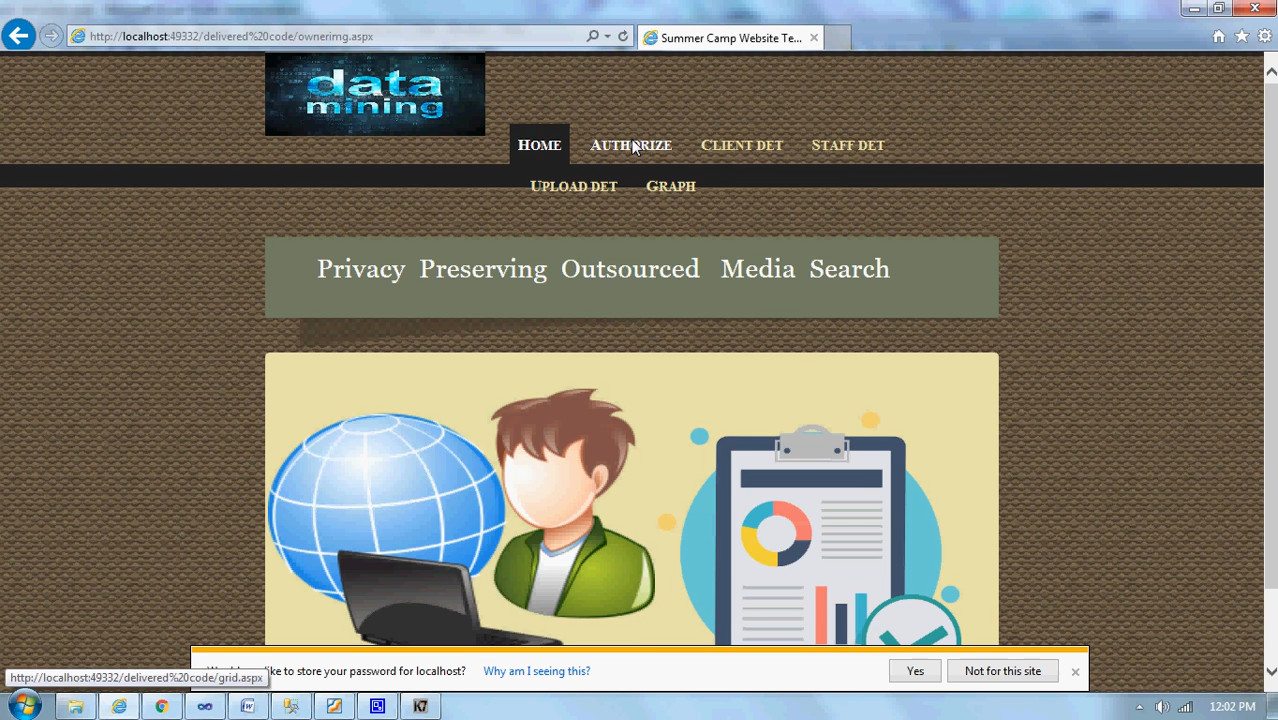 http://localhost:49332/delivered%20code/ownerimg.aspx
Summer Camp Website Te...
data
mining
HOME AUTHORIZE CLIENT DET STAFF DET
UPLOAD DET GRAPH
Privacy Preserving Outsourced Media Search
like to store your password for localhost? Why am I seeing this? Yes Not for this site
http://localhost:49332/delivered%20code/grid.aspx
12:02 PM